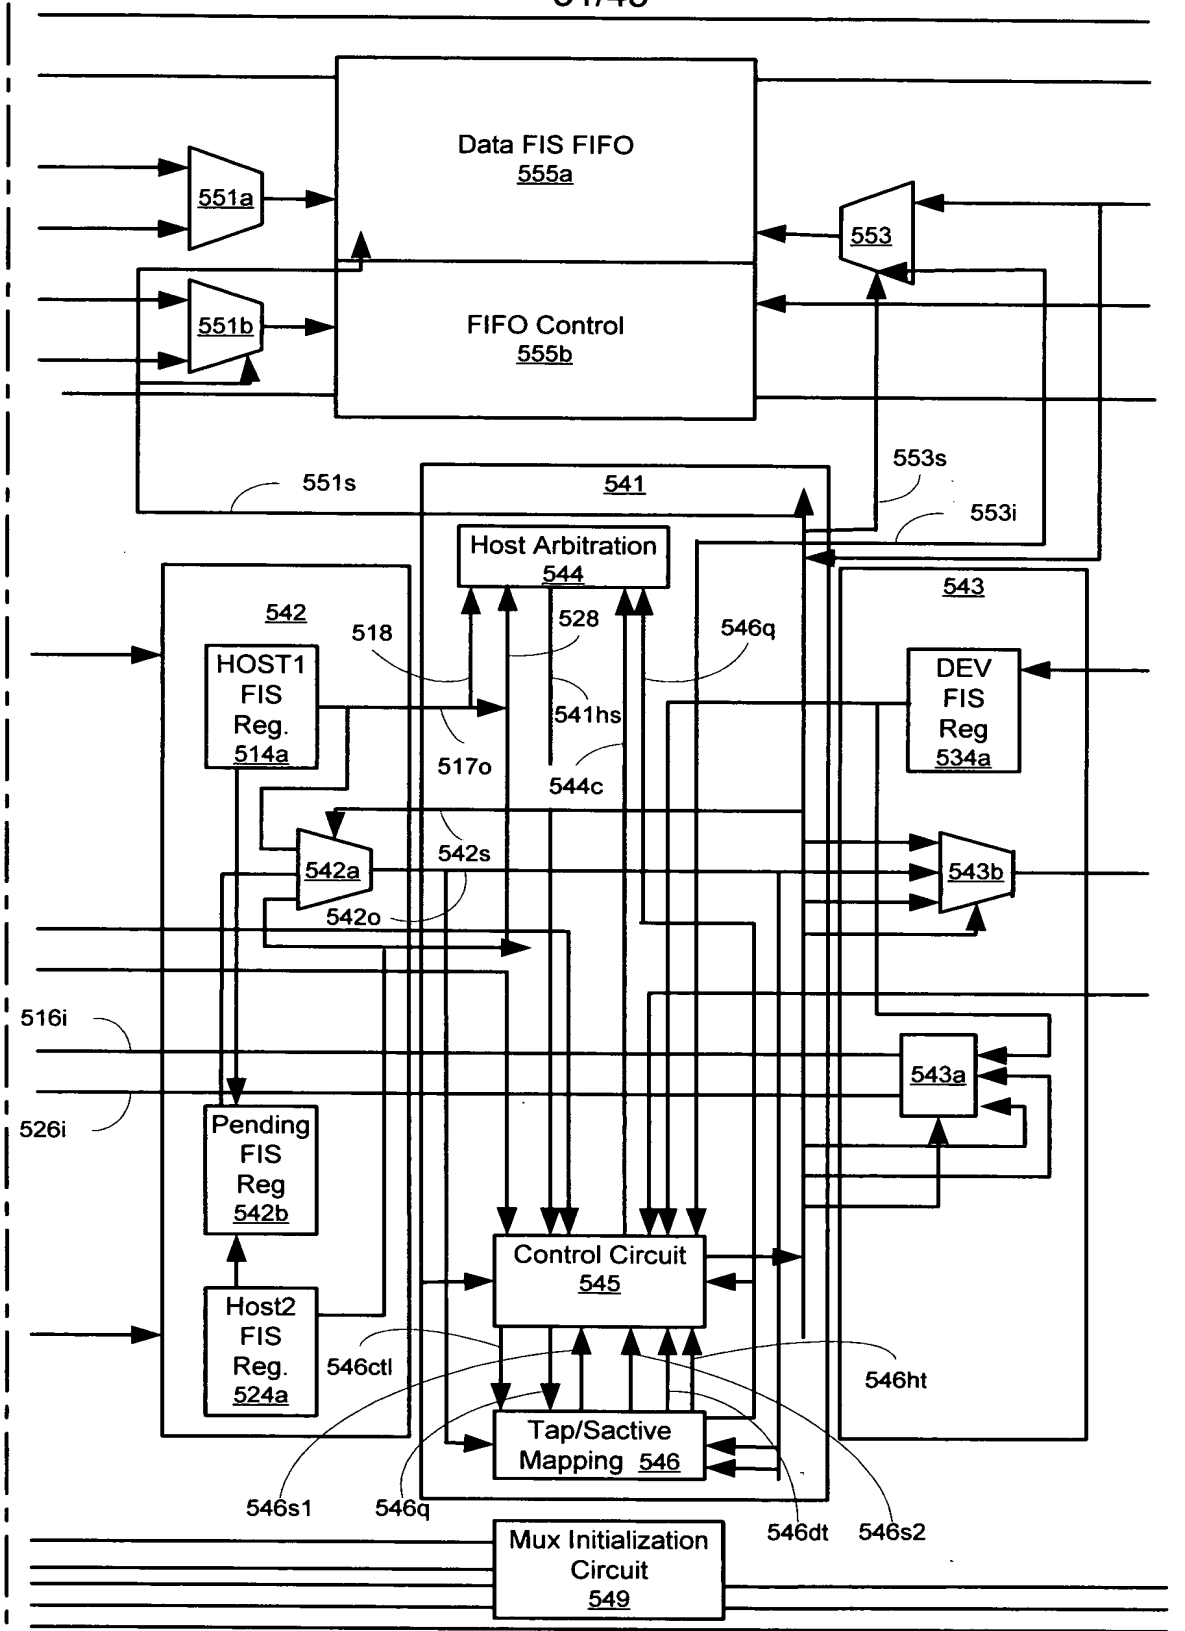 Data FIS FIFO
555a
551a
553
551b
FIFO Control
555b
553s
551s
541
553i
Host Arbitration
544
543
542
518
528
546q
HOST1
FIS
Reg.
514a
DEV
FIS
Reg
534a
541hs
517o
544c
542s
542a
543b
542o
516i
543a
526i
Pending
FIS
Reg
542b
Control Circuit
545
Host2
FIS
Reg.
524a
546ctl
546ht
Tap/Sactive
Mapping 546
546s1
546q
546dt
546s2
Mux Initialization
Circuit
549